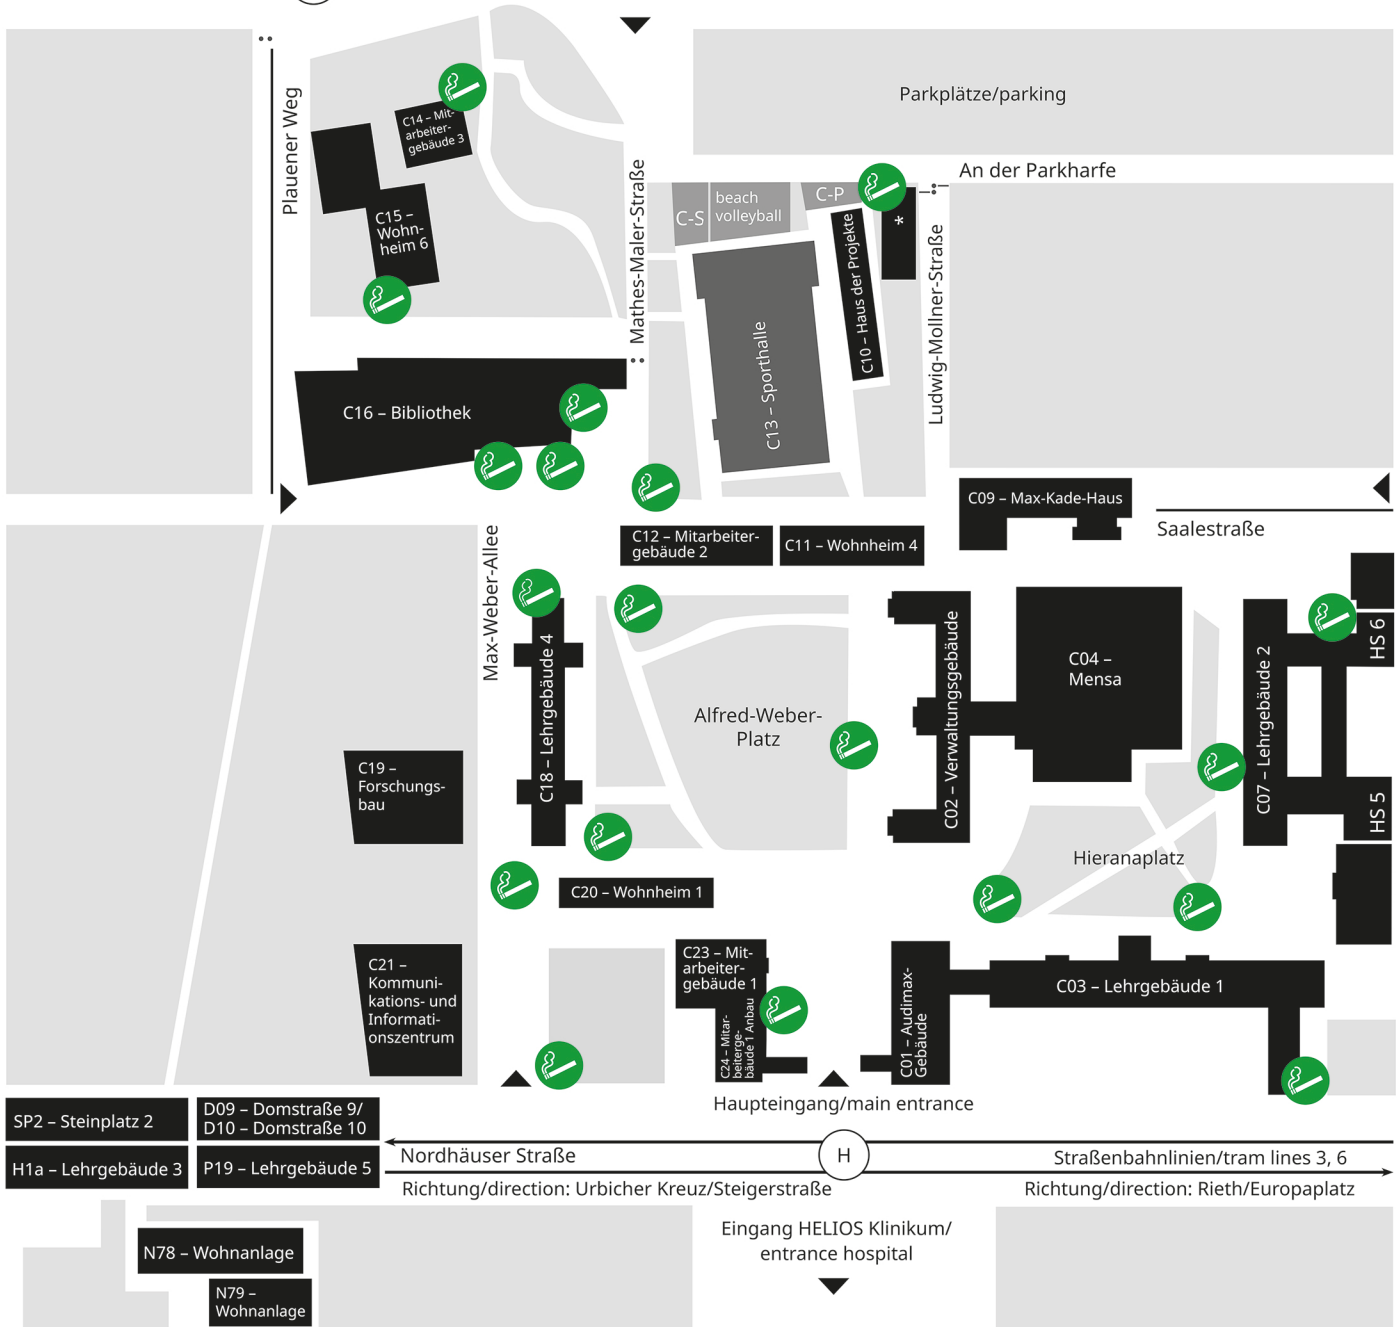 Parkplätze/parking
An der Parkharfe
Plauener Weg
C14 – Mit-
arbeiter-
gebäude 3
C15 –
Wohn-
heim 6
Mathes-Maler-Straße
C-S
beach
volleyball
C-P
*
C10 – Haus der Projekte
Ludwig-Mollner-Straße
C13 – Sporthalle
C16 – Bibliothek
C09 – Max-Kade-Haus
Saalestraße
Max-Weber-Allee
C12 – Mitarbeiter-
gebäude 2
C11 – Wohnheim 4
C18 – Lehrgebäude 4
Alfred-Weber-
Platz
C02 – Verwaltungsgebäude
C04 –
Mensa
C07 – Lehrgebäude 2
HS 6
HS 5
C19 –
Forschungs-
bau
Hieranaplatz
C20 – Wohnheim 1
C21 –
Kommuni-
kations- und
Informati-
onszentrum
C23 – Mit-
arbeiter-
gebäude 1
C24 – Mitar-
beiterge-
bäude 1 Anbau
C01 – Audimax-
Gebäude
C03 – Lehrgebäude 1
Haupteingang/main entrance
SP2 – Steinplatz 2
D09 – Domstraße 9/
D10 – Domstraße 10
H1a – Lehrgebäude 3
P19 – Lehrgebäude 5
Nordhäuser Straße
H
Straßenbahnlinien/tram lines 3, 6
Richtung/direction: Urbicher Kreuz/Steigerstraße
Richtung/direction: Rieth/Europaplatz
Eingang HELIOS Klinikum/
entrance hospital
N78 – Wohnanlage
N79 –
Wohnanlage